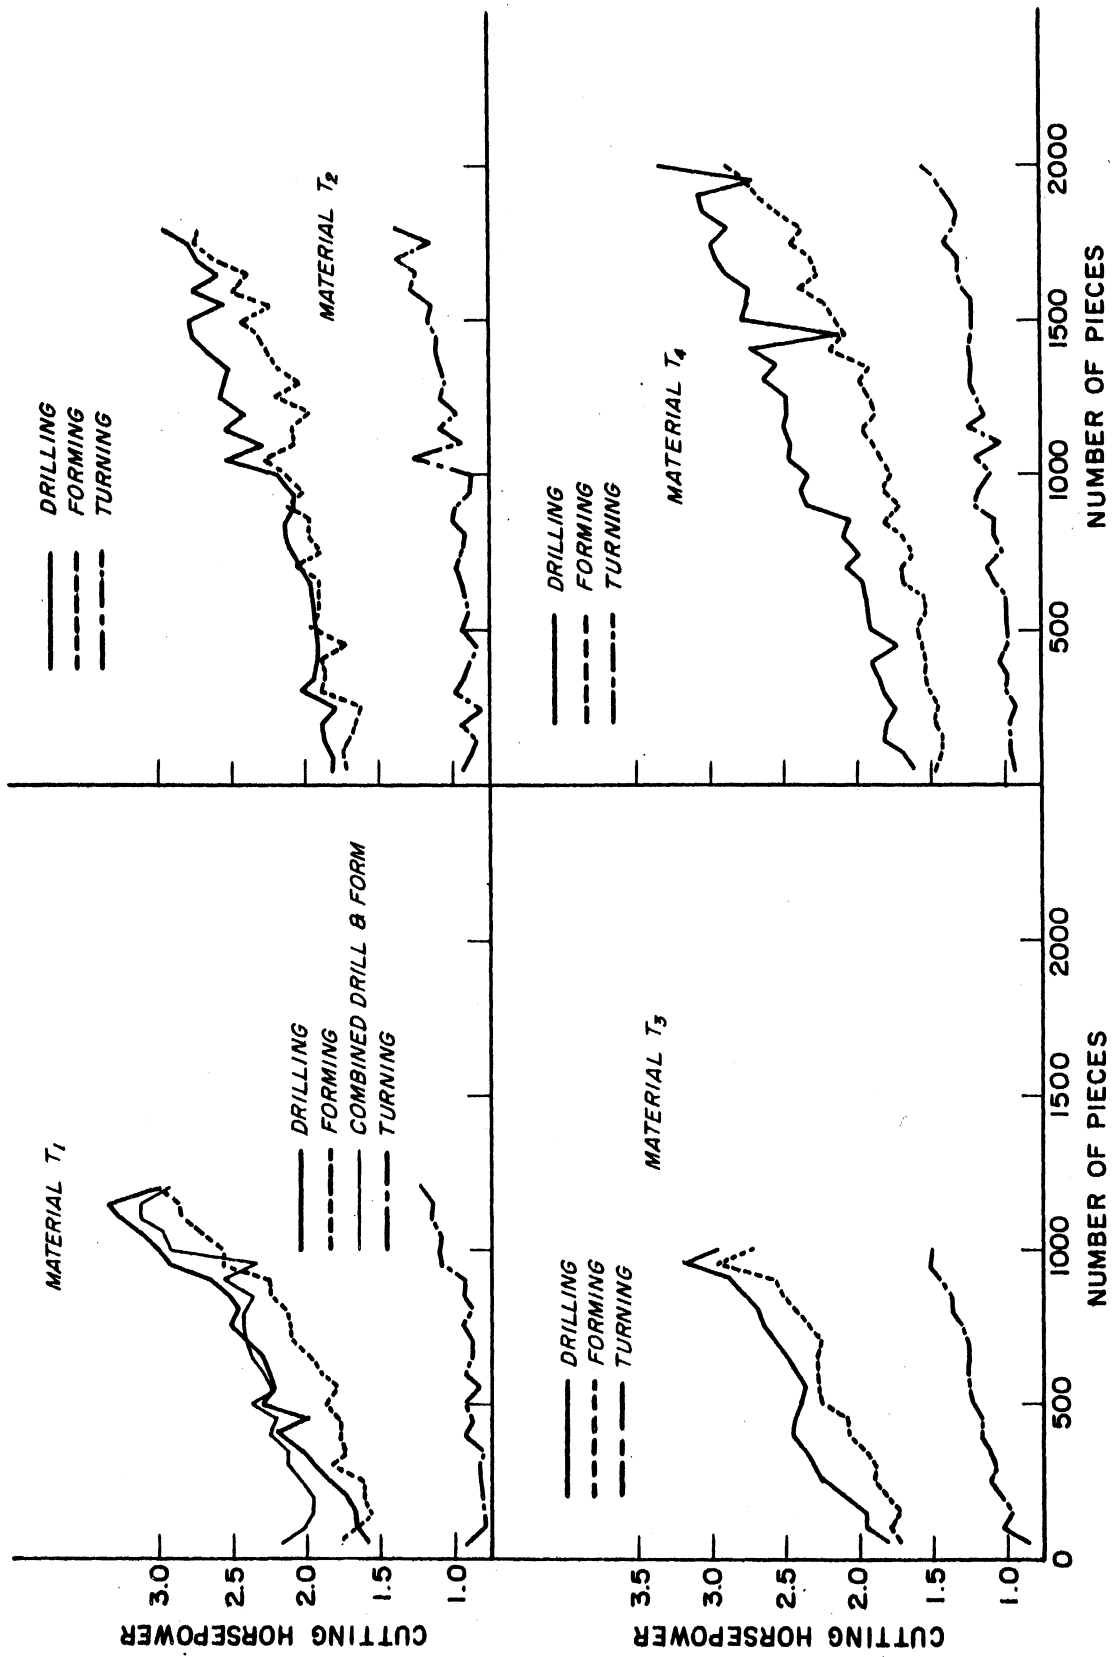 MATERIAL T1
DRILLING
FORMING
COMBINED DRILL & FORM
TURNING
CUTTING HORSEPOWER
3.0
2.5
2.0
1.5
1.0
DRILLING
FORMING
TURNING
MATERIAL T2
DRILLING
FORMING
TURNING
MATERIAL T3
CUTTING HORSEPOWER
3.0
2.5
2.0
1.5
1.0
0
500
1000
1500
2000
NUMBER OF PIECES
DRILLING
FORMING
TURNING
MATERIAL T4
500
1000
1500
2000
NUMBER OF PIECES